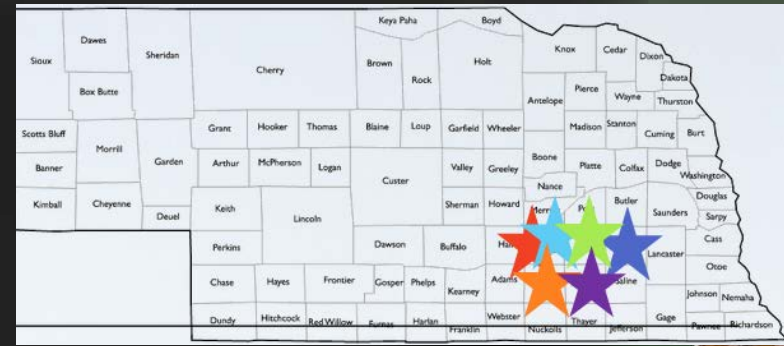 Keya Paha Boyd
Dawes Sheridan Knox Cedar Dixon
Sioux Cherry Brown Rock Holt Dakota
Box Butte Antelope Pierce Wayne Thurston
Scotts Bluff Grant Hooker Thomas Blaine Loup Garfield Wheeler Madison Stanton Cuming Burt
Morrill Boone
Banner Garden Arthur McPherson Logan Custer Valley Greeley Platte Colfax Dodge Washington
Nance
Kimball Cheyenne Deuel Keith Lincoln Sherman Howard Merr Po Butler Saunders Douglas
Sarpy
Perkins Dawson Buffalo Hal Lancaster Cass
Otoe
Chase Hayes Frontier Gosper Phelps Kearney Adams aline Johnson Nemaha
Dundy Hitchcock Red Willow Furnas Harlan Franklin Webster Nuckolls Thayer Jefferson Gage Pawnee Richardson